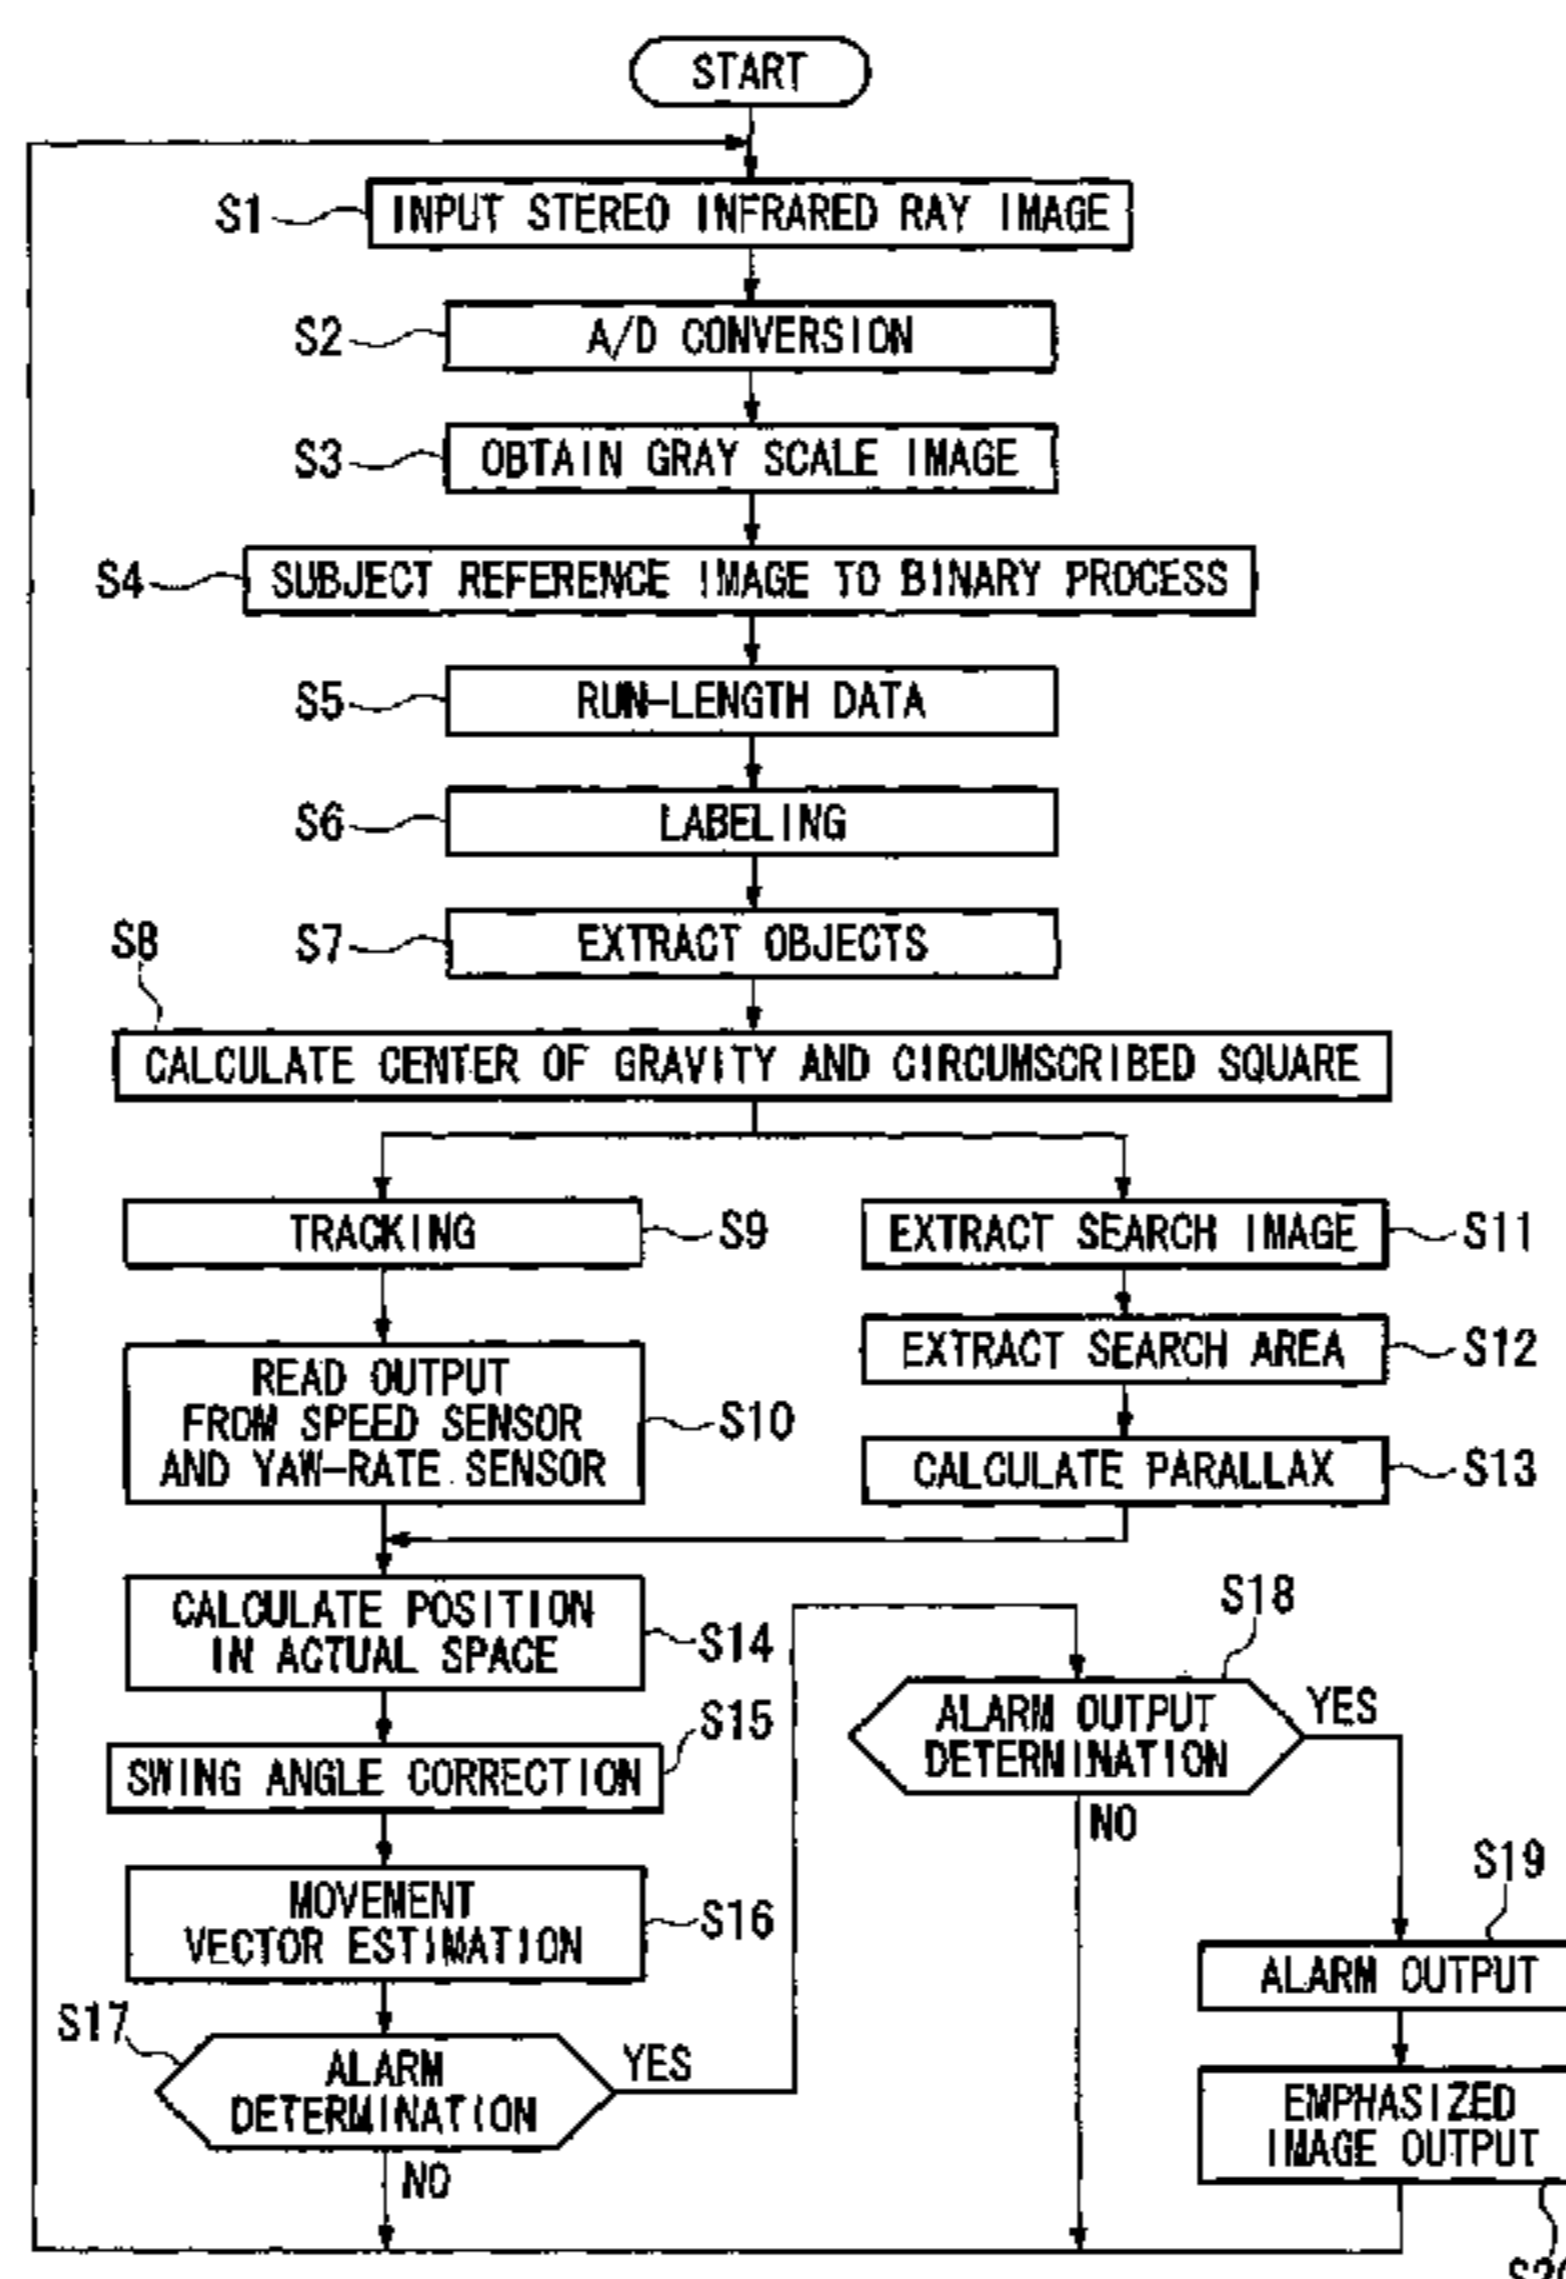 START
S1
INPUT STEREO INFRARED RAY IMAGE
S2
A/D CONVERSION
S3
OBTAIN GRAY SCALE IMAGE
S4
SUBJECT REFERENCE IMAGE TO BINARY PROCESS
S5
RUN-LENGTH DATA
S6
LABELING
S7
EXTRACT OBJECTS
S8
CALCULATE CENTER OF GRAVITY AND CIRCUMSCRIBED SQUARE
TRACKING
S9
EXTRACT SEARCH IMAGE
S11
READ OUTPUT
FROM SPEED SENSOR
AND YAW-RATE SENSOR
S10
EXTRACT SEARCH AREA
S12
CALCULATE PARALLAX
S13
CALCULATE POSITION
IN ACTUAL SPACE
S14
SWING ANGLE CORRECTION
S15
MOVEMENT
VECTOR ESTIMATION
S16
S17
ALARM
DETERMINATION
YES
NO
S18
ALARM OUTPUT
DETERMINATION
YES
NO
S19
ALARM OUTPUT
EMPHASIZED
IMAGE OUTPUT